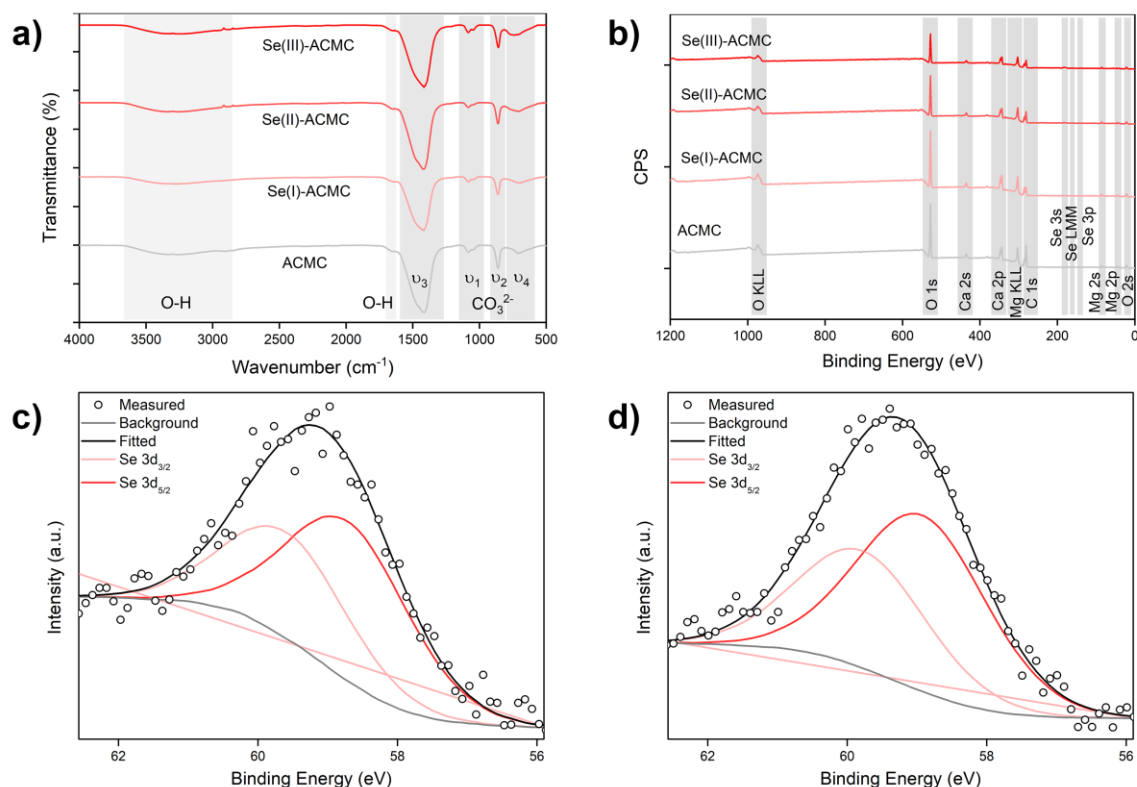 a)
Se(III)-ACMC
Se(II)-ACMC
Se(I)-ACMC
ACMC
υ₃
υ₁
υ₂
υ₄
O-H
O-H
CO₃²⁻
Transmittance (%)
4000
3500
3000
2500
2000
1500
1000
500
Wavenumber (cm⁻¹)
b)
Se(III)-ACMC
Se(II)-ACMC
Se(I)-ACMC
ACMC
CPS
O KLL
O 1s
Ca 2s
Ca 2p
Mg KLL
C 1s
Se 3s
Se LMM
Se 3p
Mg 2s
Mg 2p
O 2s
1200
1000
800
600
400
200
0
Binding Energy (eV)
c)
Measured
Background
Fitted
Se 3d₃/₂
Se 3d₅/₂
Intensity (a.u.)
62
60
58
56
Binding Energy (eV)
d)
Measured
Background
Fitted
Se 3d₃/₂
Se 3d₅/₂
Intensity (a.u.)
62
60
58
56
Binding Energy (eV)